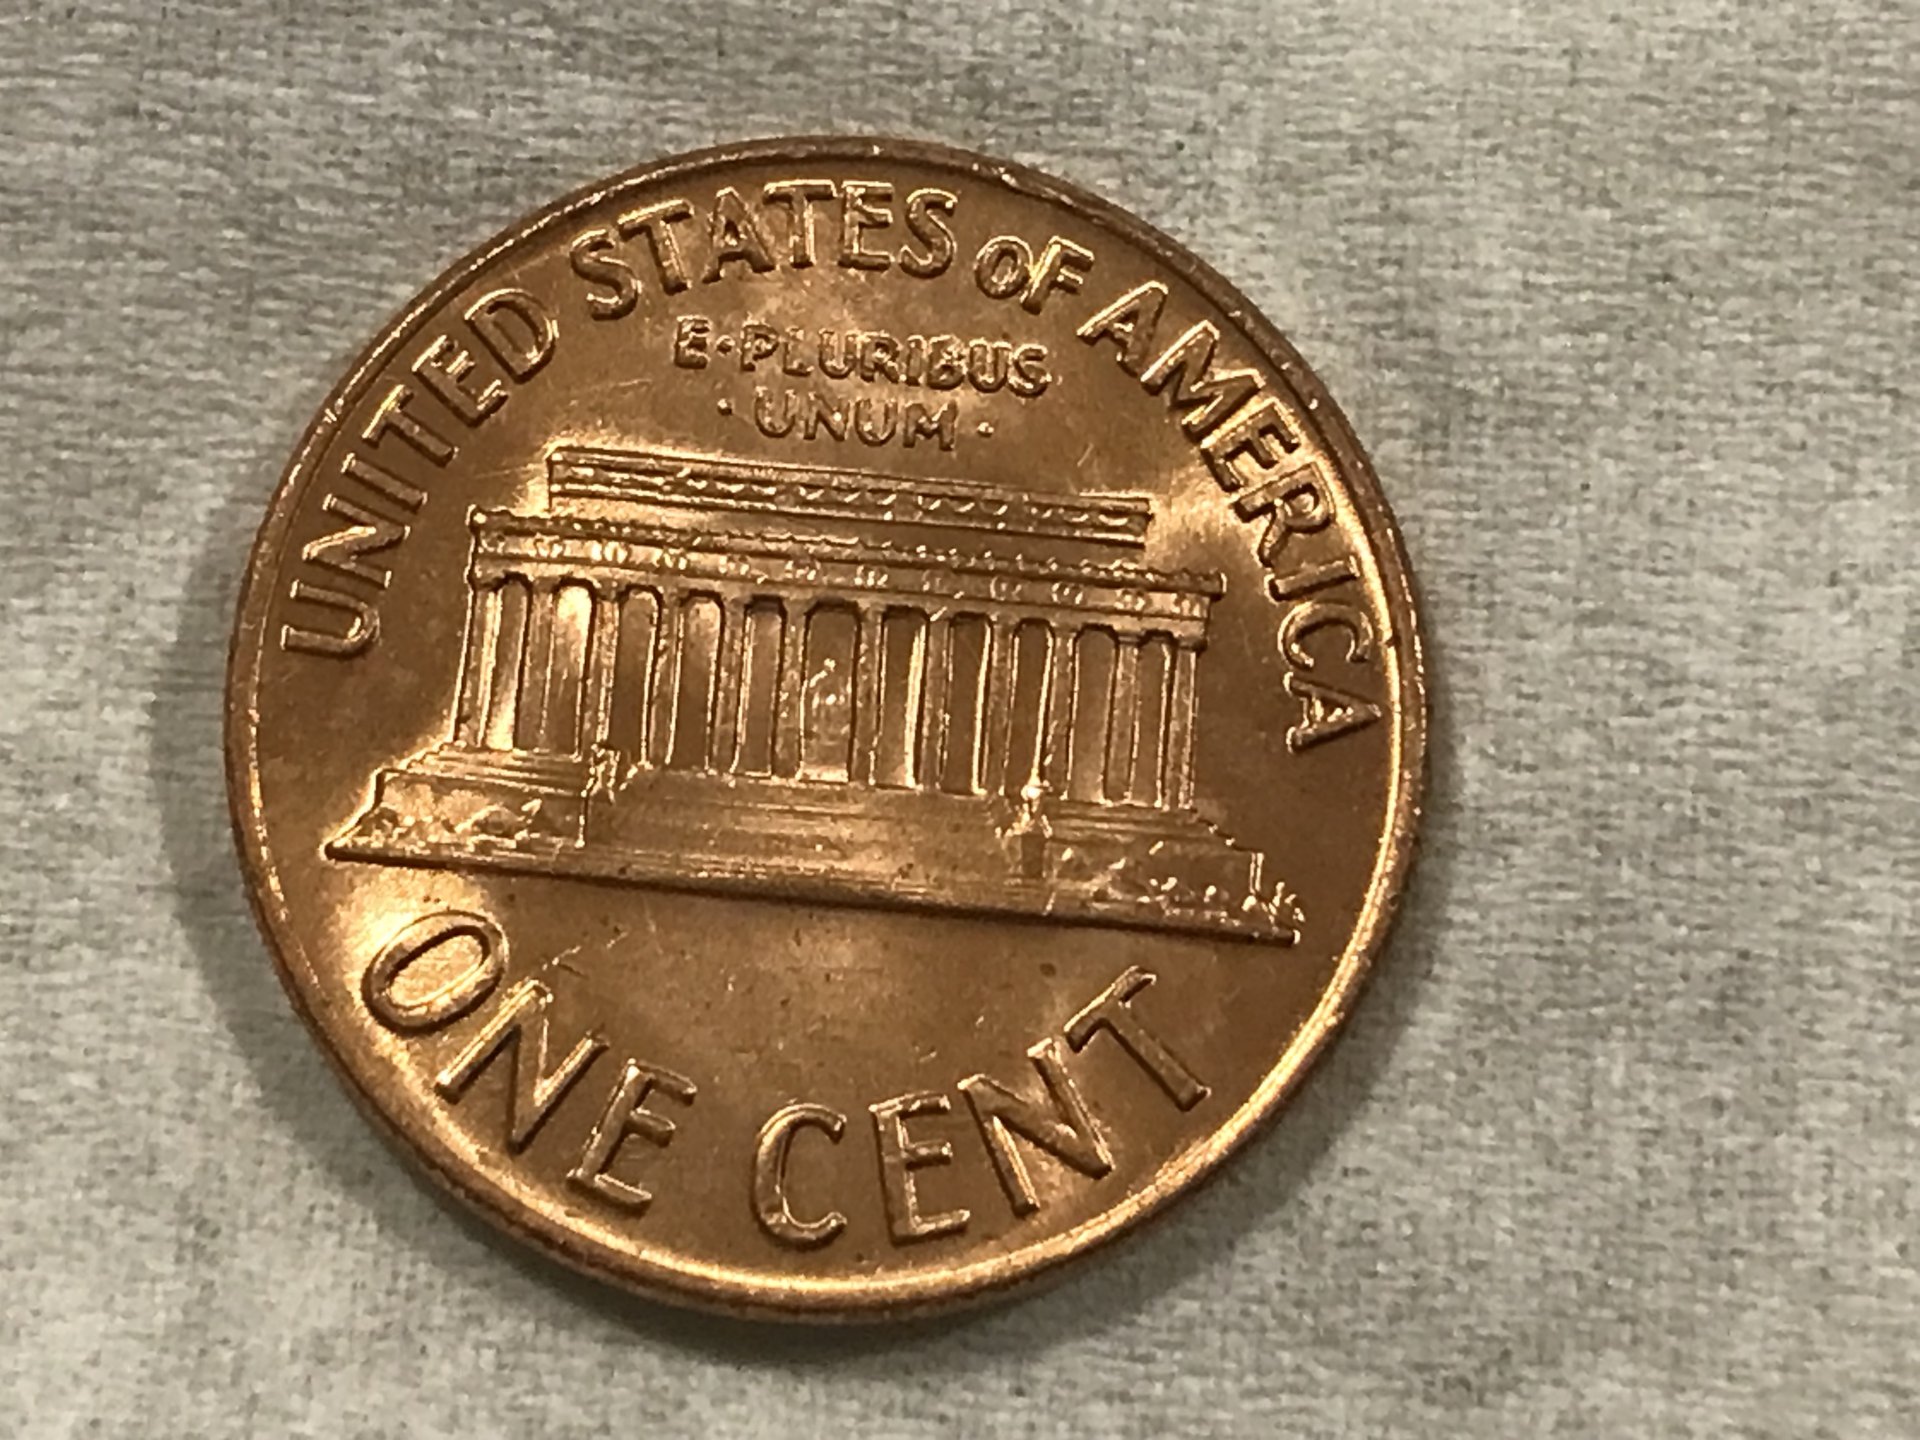 UNITED STATES OF AMERICA
E·PLURIBUS
·UNUM·
ONE CENT